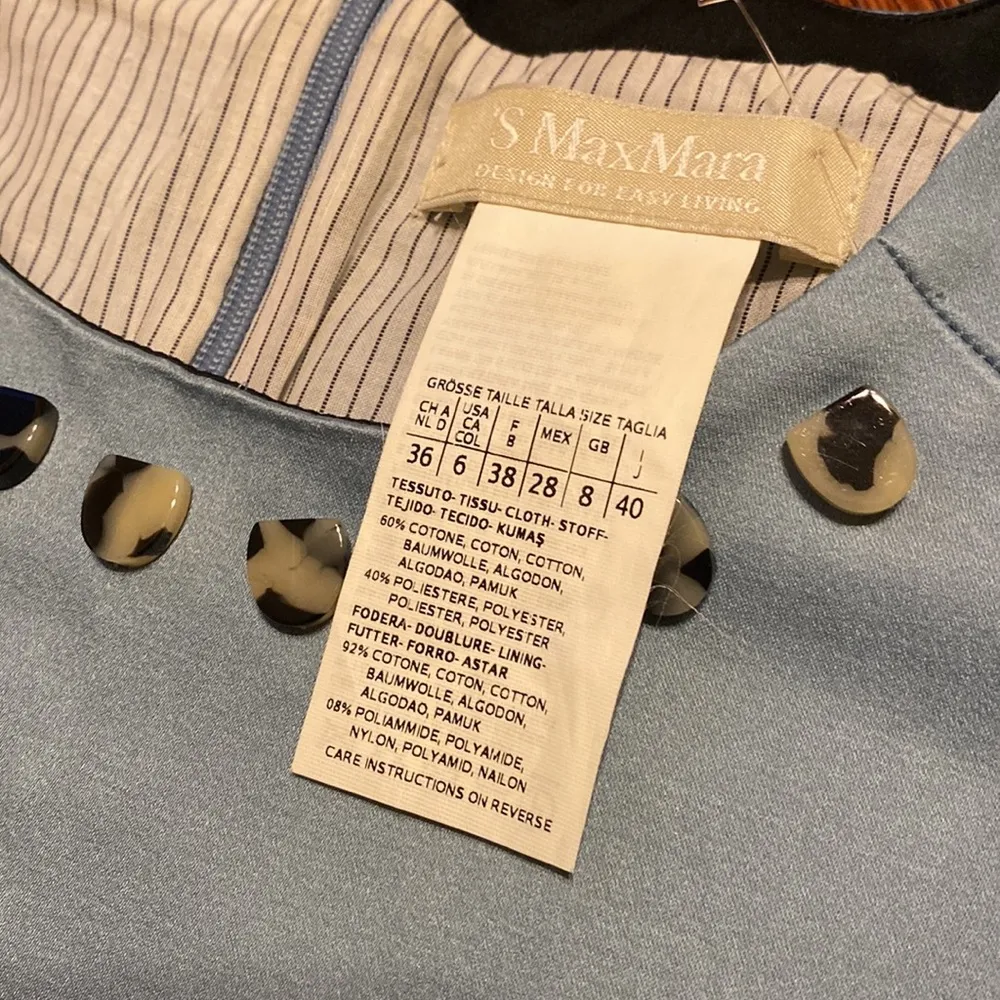 'S MaxMara
DESIGN FOR EASY LIVING
GRÖSSE TAILLE TALLA SIZE TAGLIA
CH A NL D | USA CA COL | F B | MEX | GB | I J
36 | 6 | 38 | 28 | 8 | 40
TESSUTO- TISSU- CLOTH- STOFF-
TEJIDO- TECIDO- KUMAŞ
60% COTONE, COTON, COTTON,
BAUMWOLLE, ALGODON,
ALGODAO, PAMUK
40% POLIESTERE, POLYESTER,
POLIESTER, POLYESTER
FODERA- DOUBLURE- LINING-
FUTTER- FORRO- ASTAR
92% COTONE, COTON, COTTON,
BAUMWOLLE, ALGODON,
ALGODAO, PAMUK
08% POLIAMMIDE, POLYAMIDE,
NYLON, POLYAMID, NAILON
CARE INSTRUCTIONS ON REVERSE